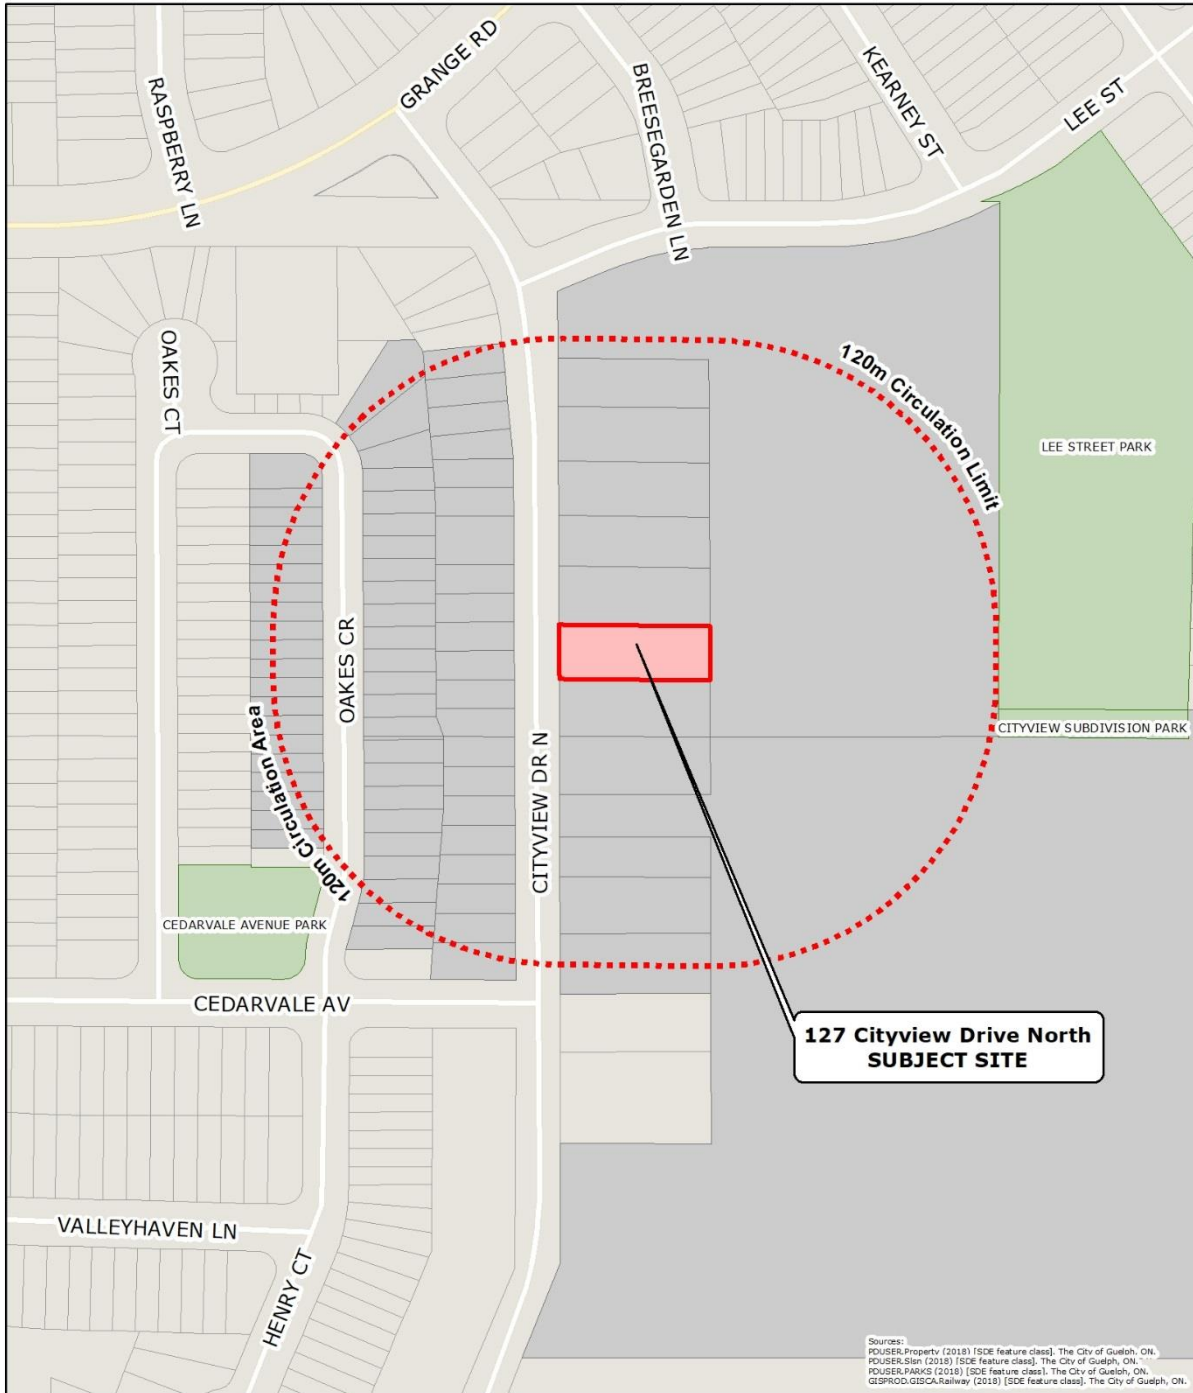 GRANGE RD
RASPBERRY LN
BREESEGARDEN LN
KEARNEY ST
LEE ST
OAKES CT
120m Circulation Limit
LEE STREET PARK
OAKES CR
120m Circulation Area
CITYVIEW DR N
CITYVIEW SUBDIVISION PARK
CEDARVALE AVENUE PARK
CEDARVALE AV
127 Cityview Drive North
SUBJECT SITE
VALLEYHAVEN LN
HENRY CT
Sources:
PDUSER.Property (2018) [SDE feature class]. The City of Guelph, ON.
PDUSER.Slsn (2018) [SDE feature class]. The City of Guelph, ON.
PDUSER.PARKS (2018) [SDE feature class]. The City of Guelph, ON.
GISPROD.GISCA.Railway (2018) [SDE feature class]. The City of Guelph, ON.